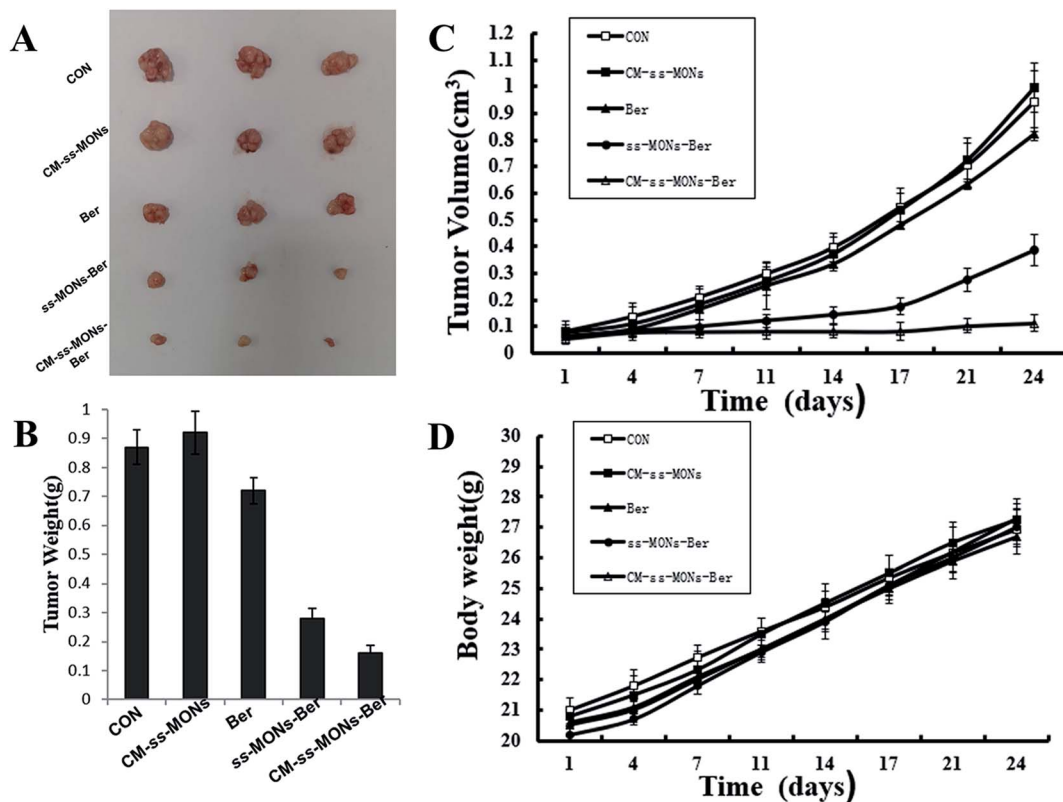 A
CON
CM-ss-MONs
Ber
ss-MONs-Ber
CM-ss-MONs-
Ber
B
Tumor Weight(g)
1
0.9
0.8
0.7
0.6
0.5
0.4
0.3
0.2
0.1
0
CON
CM-ss-MONs
Ber
ss-MONs-Ber
CM-ss-MONs-Ber
C
Tumor Volume(cm³)
1.2
1.1
1
0.9
0.8
0.7
0.6
0.5
0.4
0.3
0.2
0.1
0
CON
CM-ss-MONs
Ber
ss-MONs-Ber
CM-ss-MONs-Ber
1 4 7 11 14 17 21 24
Time (days)
D
Body weight(g)
30
29
28
27
26
25
24
23
22
21
20
CON
CM-ss-MONs
Ber
ss-MONs-Ber
CM-ss-MONs-Ber
1 4 7 11 14 17 21 24
Time (days)